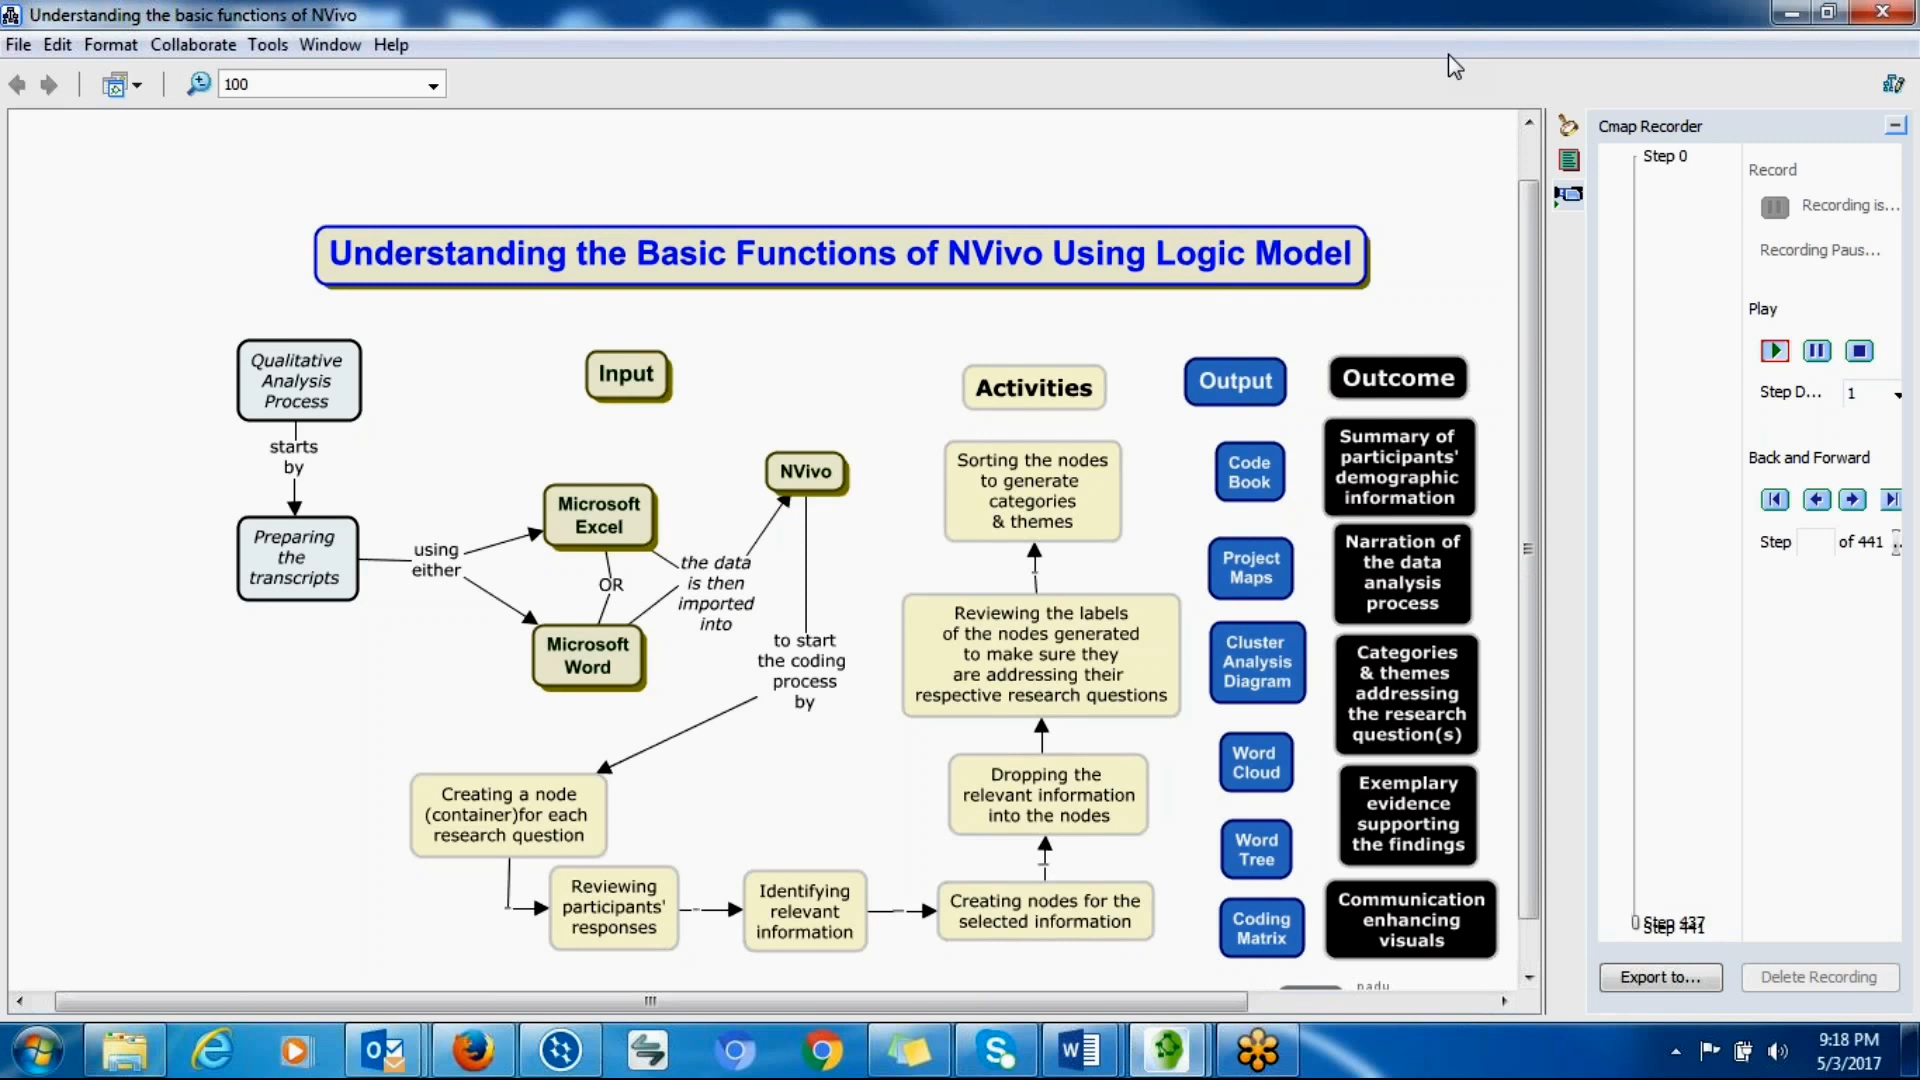 Understanding the basic functions of NVivo
File Edit Format Collaborate Tools Window Help
100
Cmap Recorder
Step 0
Record
Recording is...
Recording Paus...
Play
Step D... 1
Back and Forward
Step of 441
Step 437
Step 441
Export to...
Delete Recording
Understanding the Basic Functions of NVivo Using Logic Model
Qualitative
Analysis
Process
starts
by
Preparing
the
transcripts
using
either
Input
Microsoft
Excel
OR
Microsoft
Word
the data
is then
imported
into
NVivo
to start
the coding
process
by
Creating a node
(container)for each
research question
Reviewing
participants'
responses
Identifying
relevant
information
Creating nodes for the
selected information
Dropping the
relevant information
into the nodes
Reviewing the labels
of the nodes generated
to make sure they
are addressing their
respective research questions
Sorting the nodes
to generate
categories
& themes
Activities
Output
Code
Book
Project
Maps
Cluster
Analysis
Diagram
Word
Cloud
Word
Tree
Coding
Matrix
Outcome
Summary of
participants'
demographic
information
Narration of
the data
analysis
process
Categories
& themes
addressing
the research
question(s)
Exemplary
evidence
supporting
the findings
Communication
enhancing
visuals
9:18 PM
5/3/2017